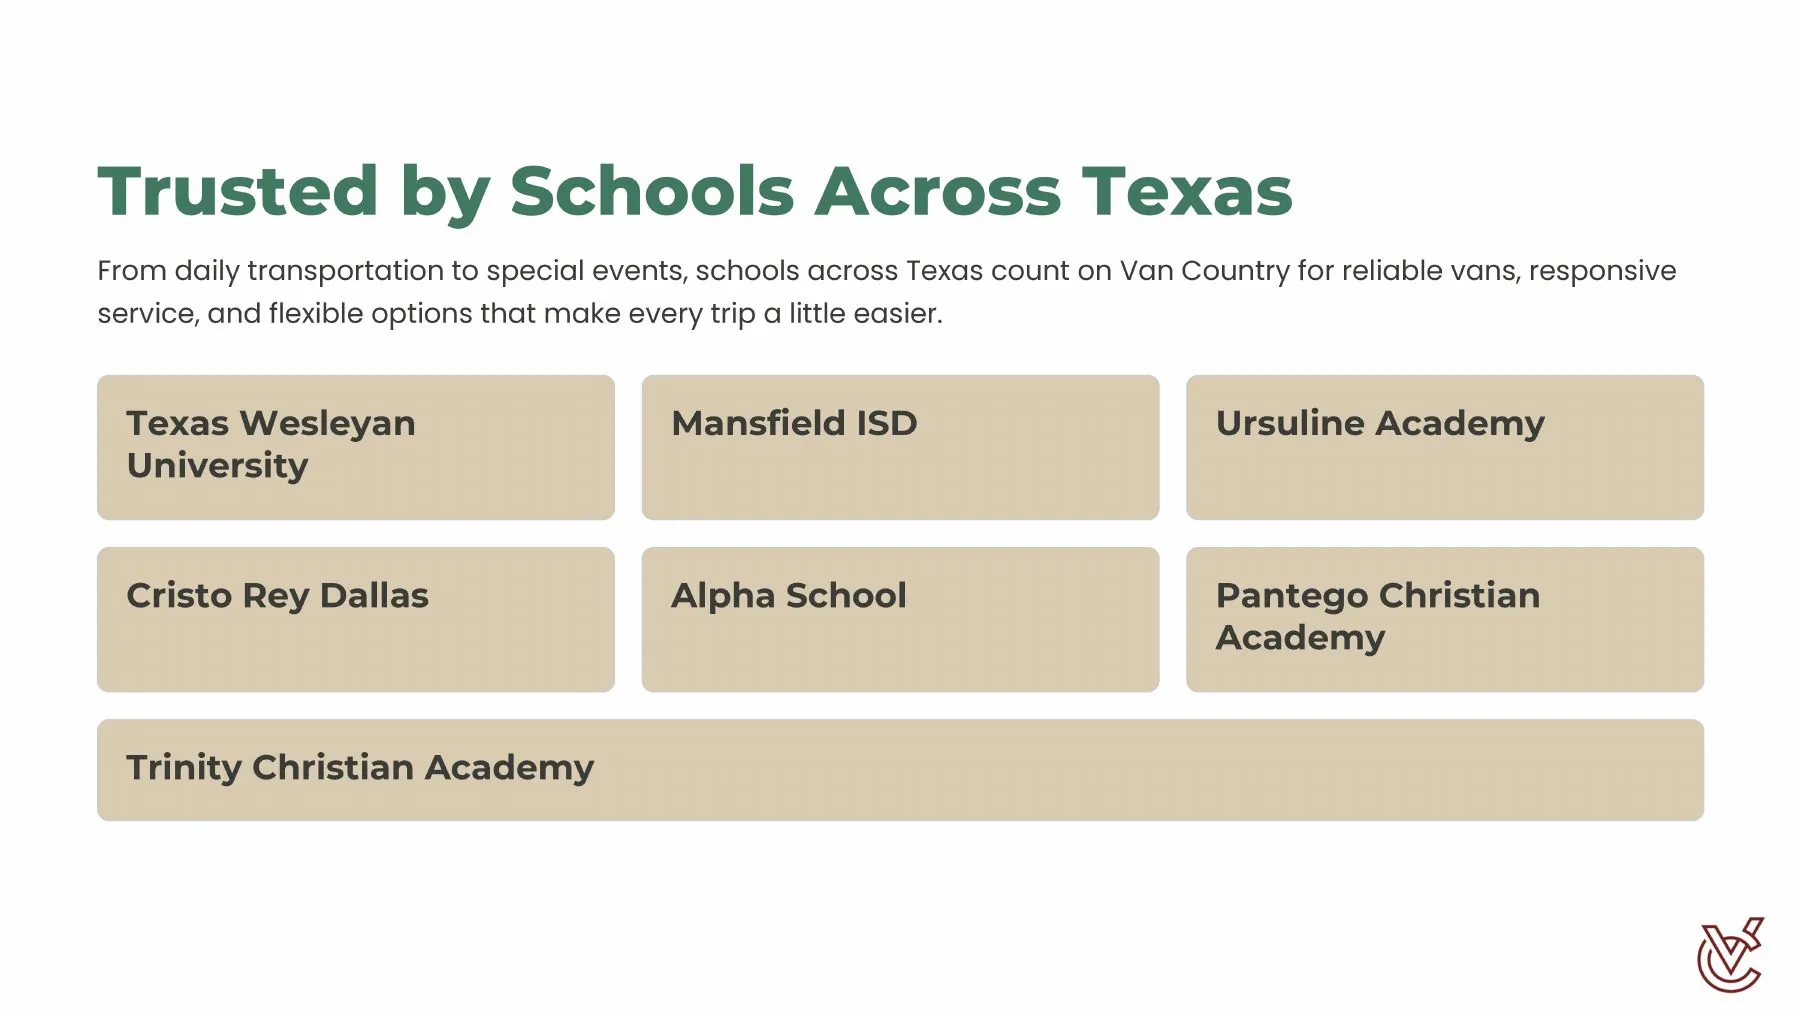 Trusted by Schools Across Texas
From daily transportation to special events, schools across Texas count on Van Country for reliable vans, responsive
service, and flexible options that make every trip a little easier.
Texas Wesleyan
University
Mansfield ISD
Ursuline Academy
Cristo Rey Dallas
Alpha School
Pantego Christian
Academy
Trinity Christian Academy
VC